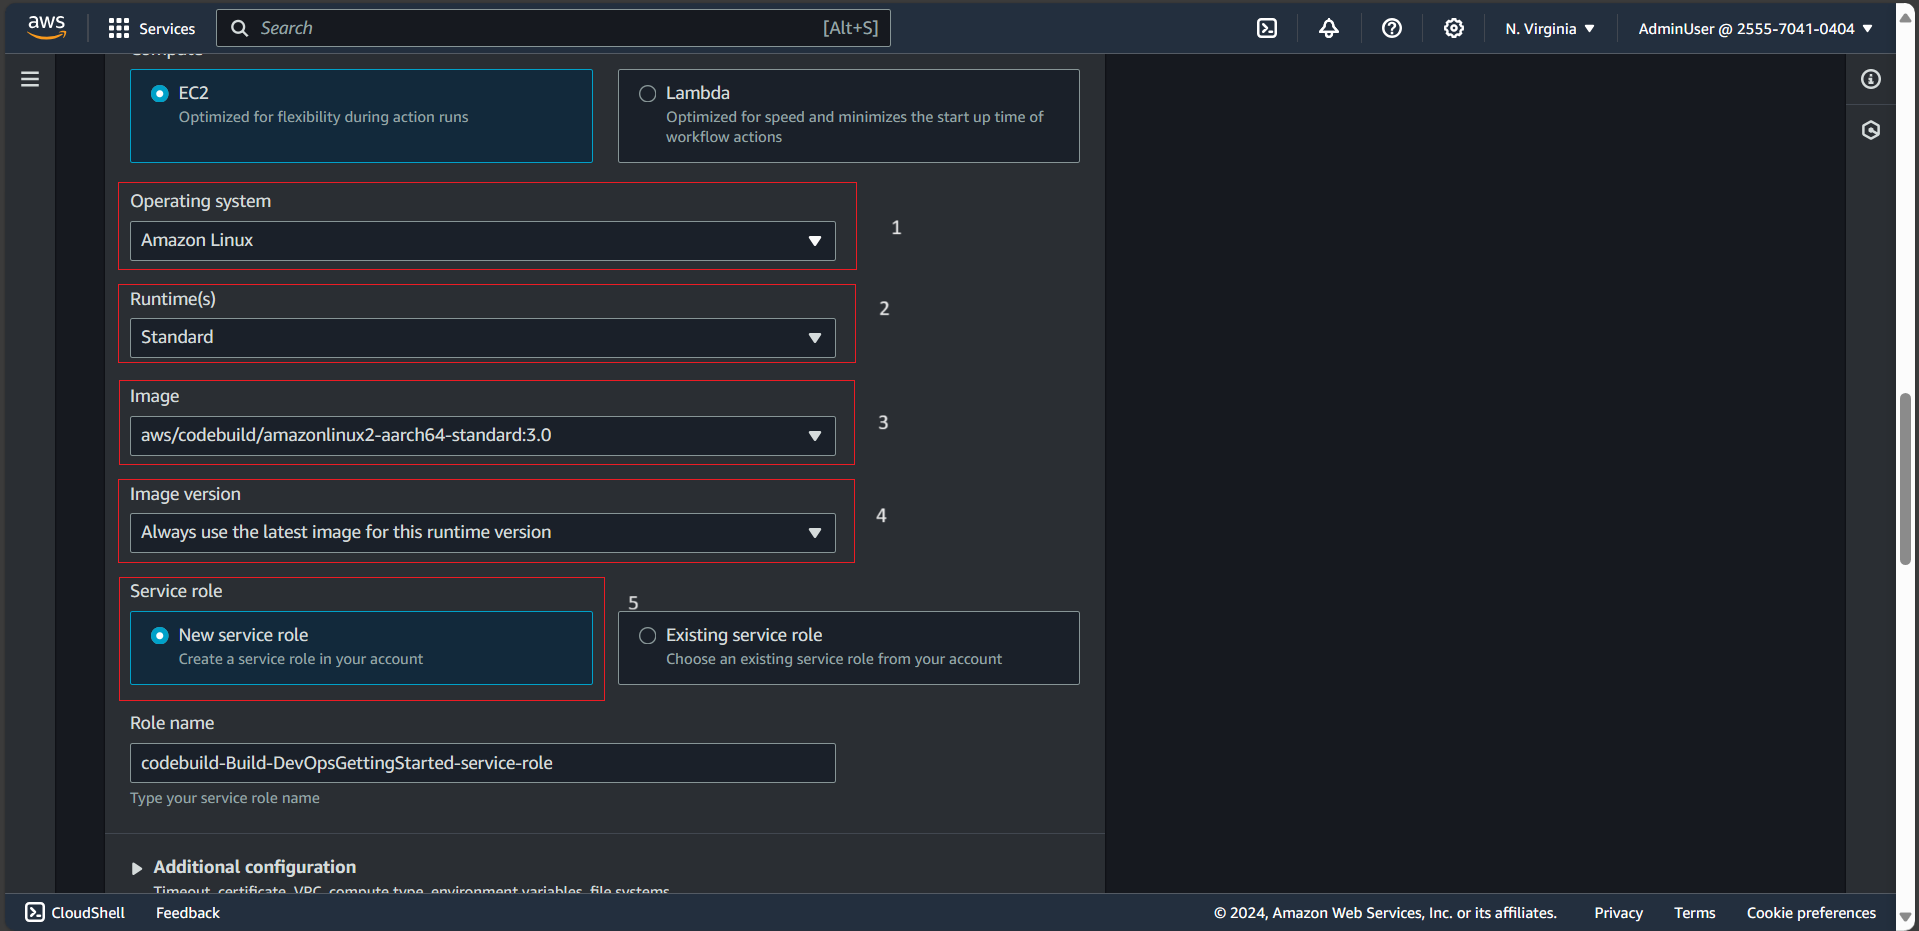 aws
Services
Search
[Alt+S]
N. Virginia
AdminUser @ 2555-7041-0404
Compute
EC2
Optimized for flexibility during action runs
Lambda
Optimized for speed and minimizes the start up time of
workflow actions
Operating system
Amazon Linux
1
Runtime(s)
Standard
2
Image
aws/codebuild/amazonlinux2-aarch64-standard:3.0
3
Image version
Always use the latest image for this runtime version
4
Service role
5
New service role
Create a service role in your account
Existing service role
Choose an existing service role from your account
Role name
codebuild-Build-DevOpsGettingStarted-service-role
Type your service role name
Additional configuration
Timeout, certificate, VPC, compute type, environment variables, file systems
CloudShell
Feedback
© 2024, Amazon Web Services, Inc. or its affiliates.
Privacy
Terms
Cookie preferences